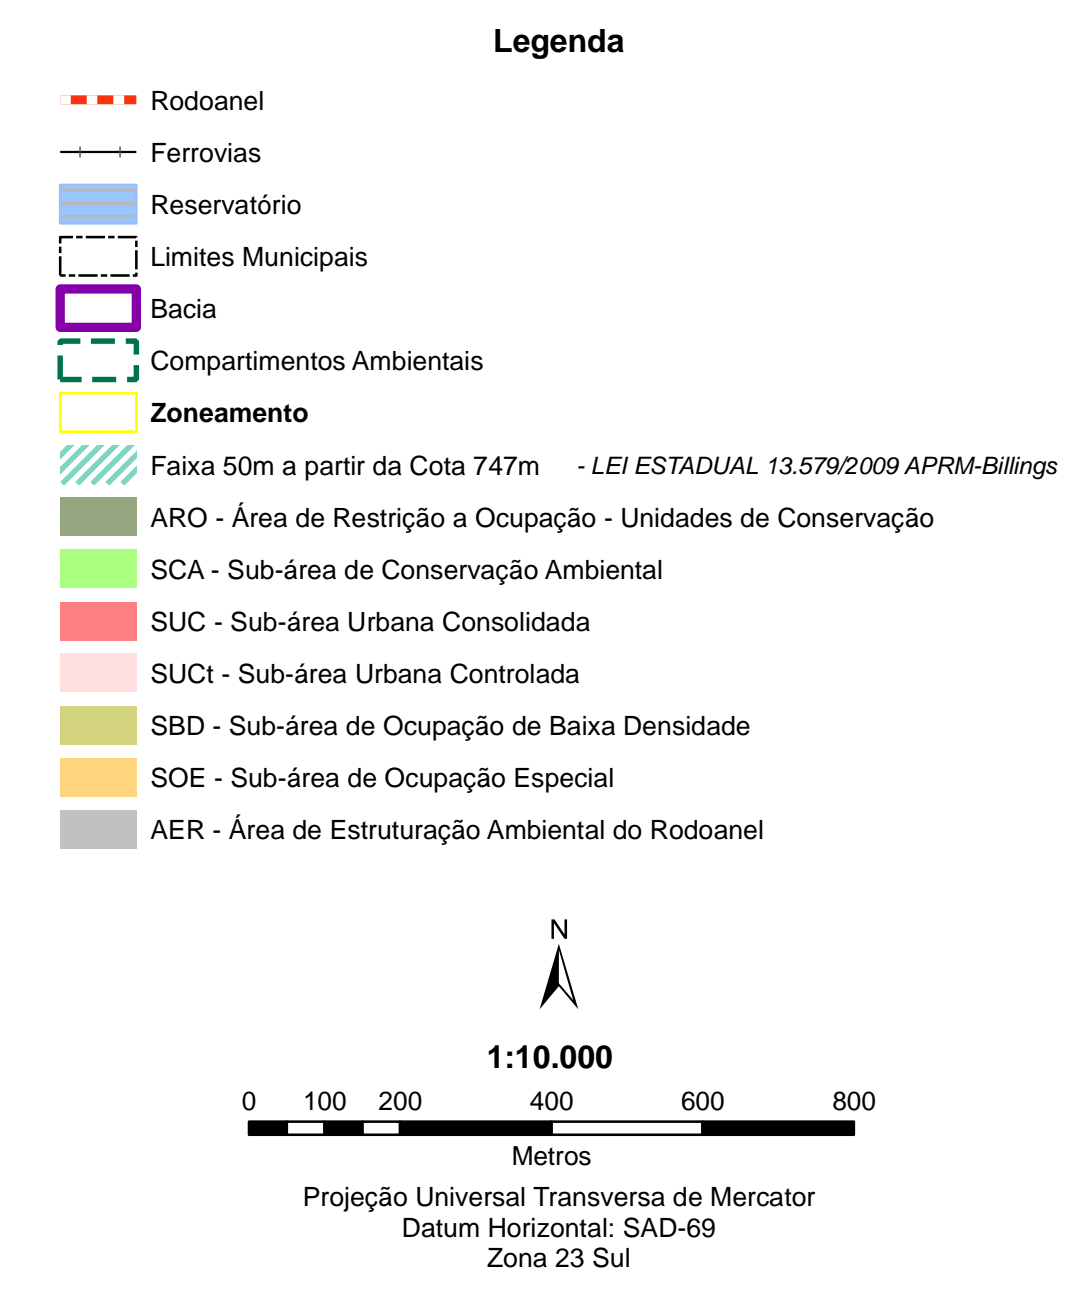 Legenda
Rodoanel
Ferrovias
Reservatório
Limites Municipais
Bacia
Compartimentos Ambientais
Zoneamento
Faixa 50m a partir da Cota 747m - LEI ESTADUAL 13.579/2009 APRM-Billings
ARO - Área de Restrição a Ocupação - Unidades de Conservação
SCA - Sub-área de Conservação Ambiental
SUC - Sub-área Urbana Consolidada
SUCt - Sub-área Urbana Controlada
SBD - Sub-área de Ocupação de Baixa Densidade
SOE - Sub-área de Ocupação Especial
AER - Área de Estruturação Ambiental do Rodoanel
N
1:10.000
0 100 200 400 600 800
Metros
Projeção Universal Transversa de Mercator
Datum Horizontal: SAD-69
Zona 23 Sul